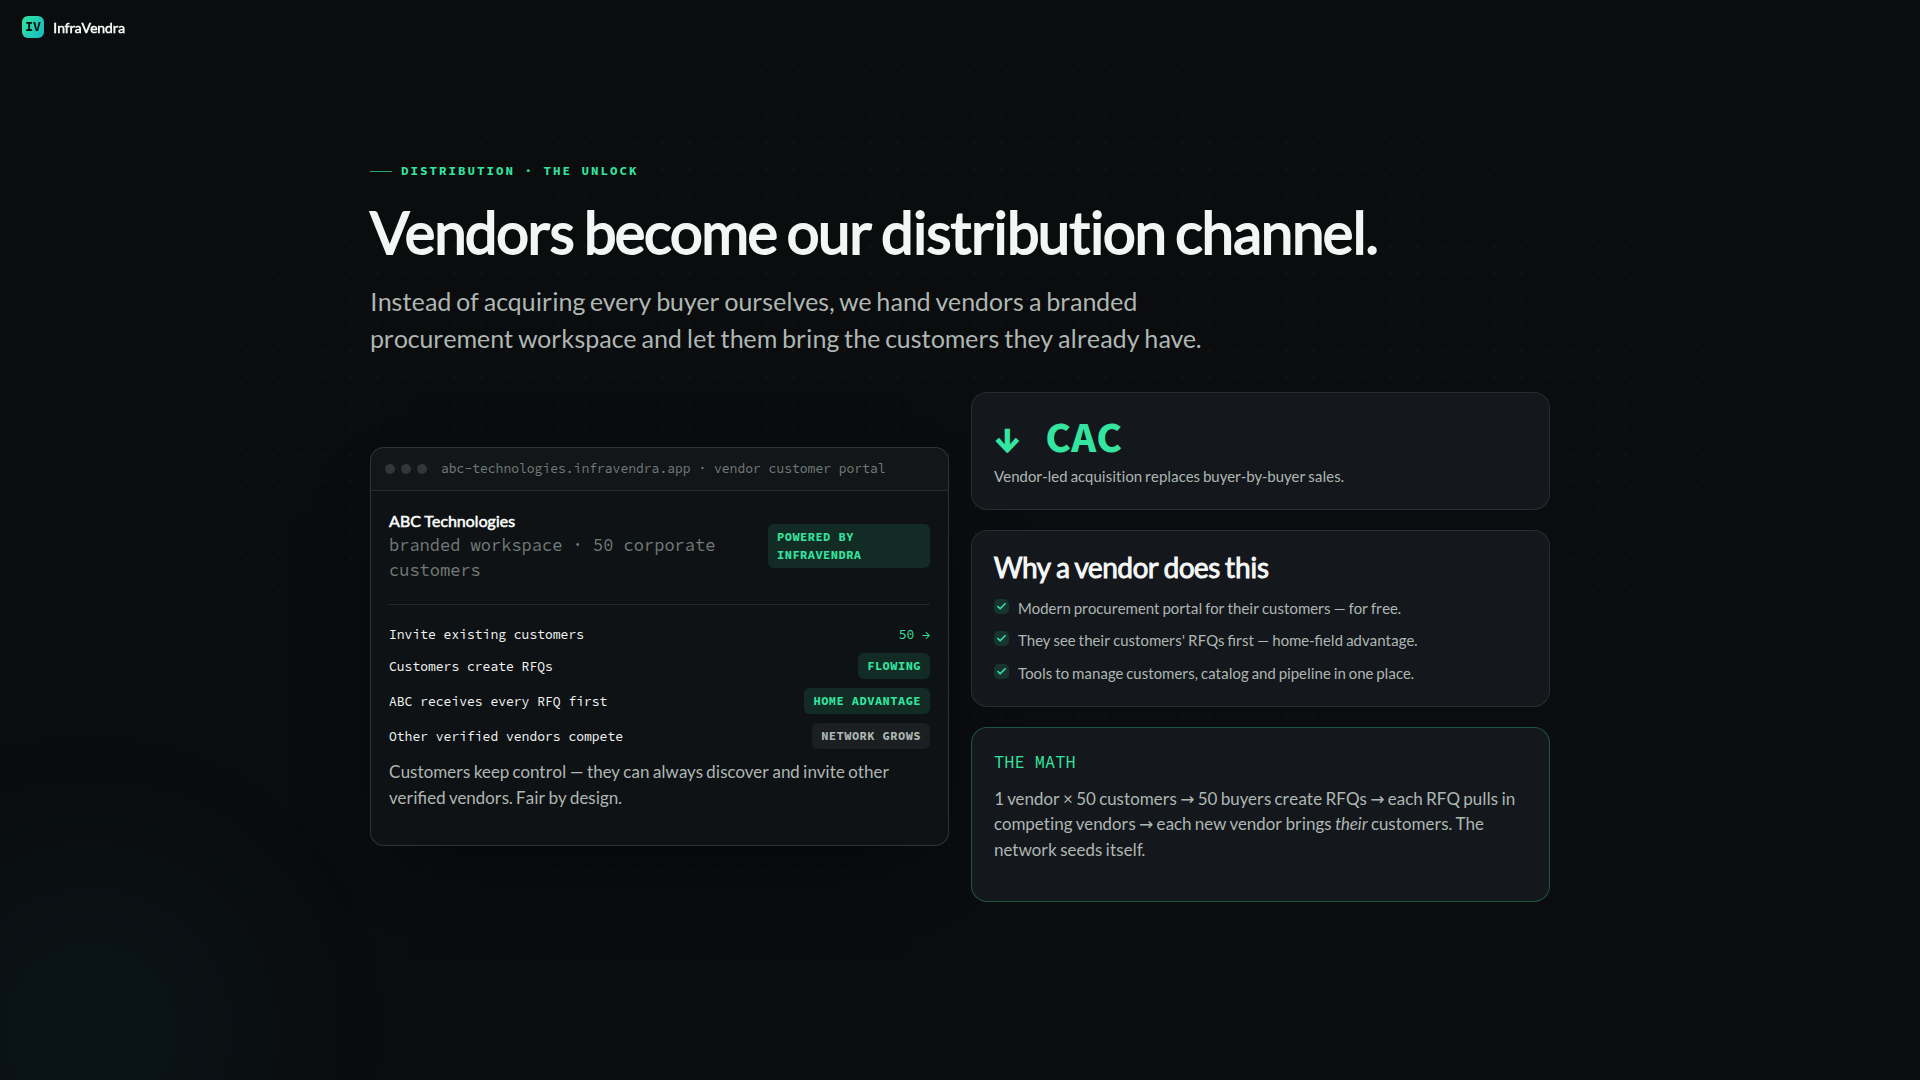 IV InfraVendra
DISTRIBUTION · THE UNLOCK
Vendors become our distribution channel.
Instead of acquiring every buyer ourselves, we hand vendors a branded
procurement workspace and let them bring the customers they already have.
abc-technologies.infravendra.app · vendor customer portal
ABC Technologies
branded workspace · 50 corporate
customers
POWERED BY
INFRAVENDRA
Invite existing customers 50 →
Customers create RFQs FLOWING
ABC receives every RFQ first HOME ADVANTAGE
Other verified vendors compete NETWORK GROWS
Customers keep control — they can always discover and invite other
verified vendors. Fair by design.
↓ CAC
Vendor-led acquisition replaces buyer-by-buyer sales.
Why a vendor does this
Modern procurement portal for their customers — for free.
They see their customers' RFQs first — home-field advantage.
Tools to manage customers, catalog and pipeline in one place.
THE MATH
1 vendor × 50 customers → 50 buyers create RFQs → each RFQ pulls in
competing vendors → each new vendor brings their customers. The
network seeds itself.